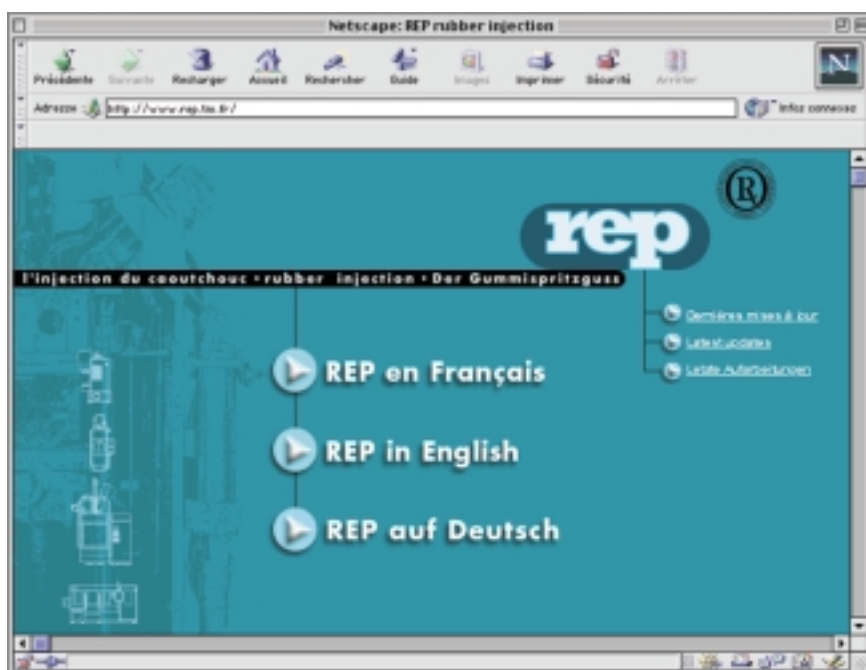 Netscape: REP rubber injection
Précédente Suivante Recharger Accueil Rechercher Guide Images Imprimer Sécurité Arrêter
N
Adresse http://www.rep.tm.fr/ Infos connexes
R
rep
l'injection du caoutchouc • rubber injection • Der Gummispritzguss
Dernières mises à jour
Latest updates
Letzte Aufarbeitungen
REP en Français
REP in English
REP auf Deutsch